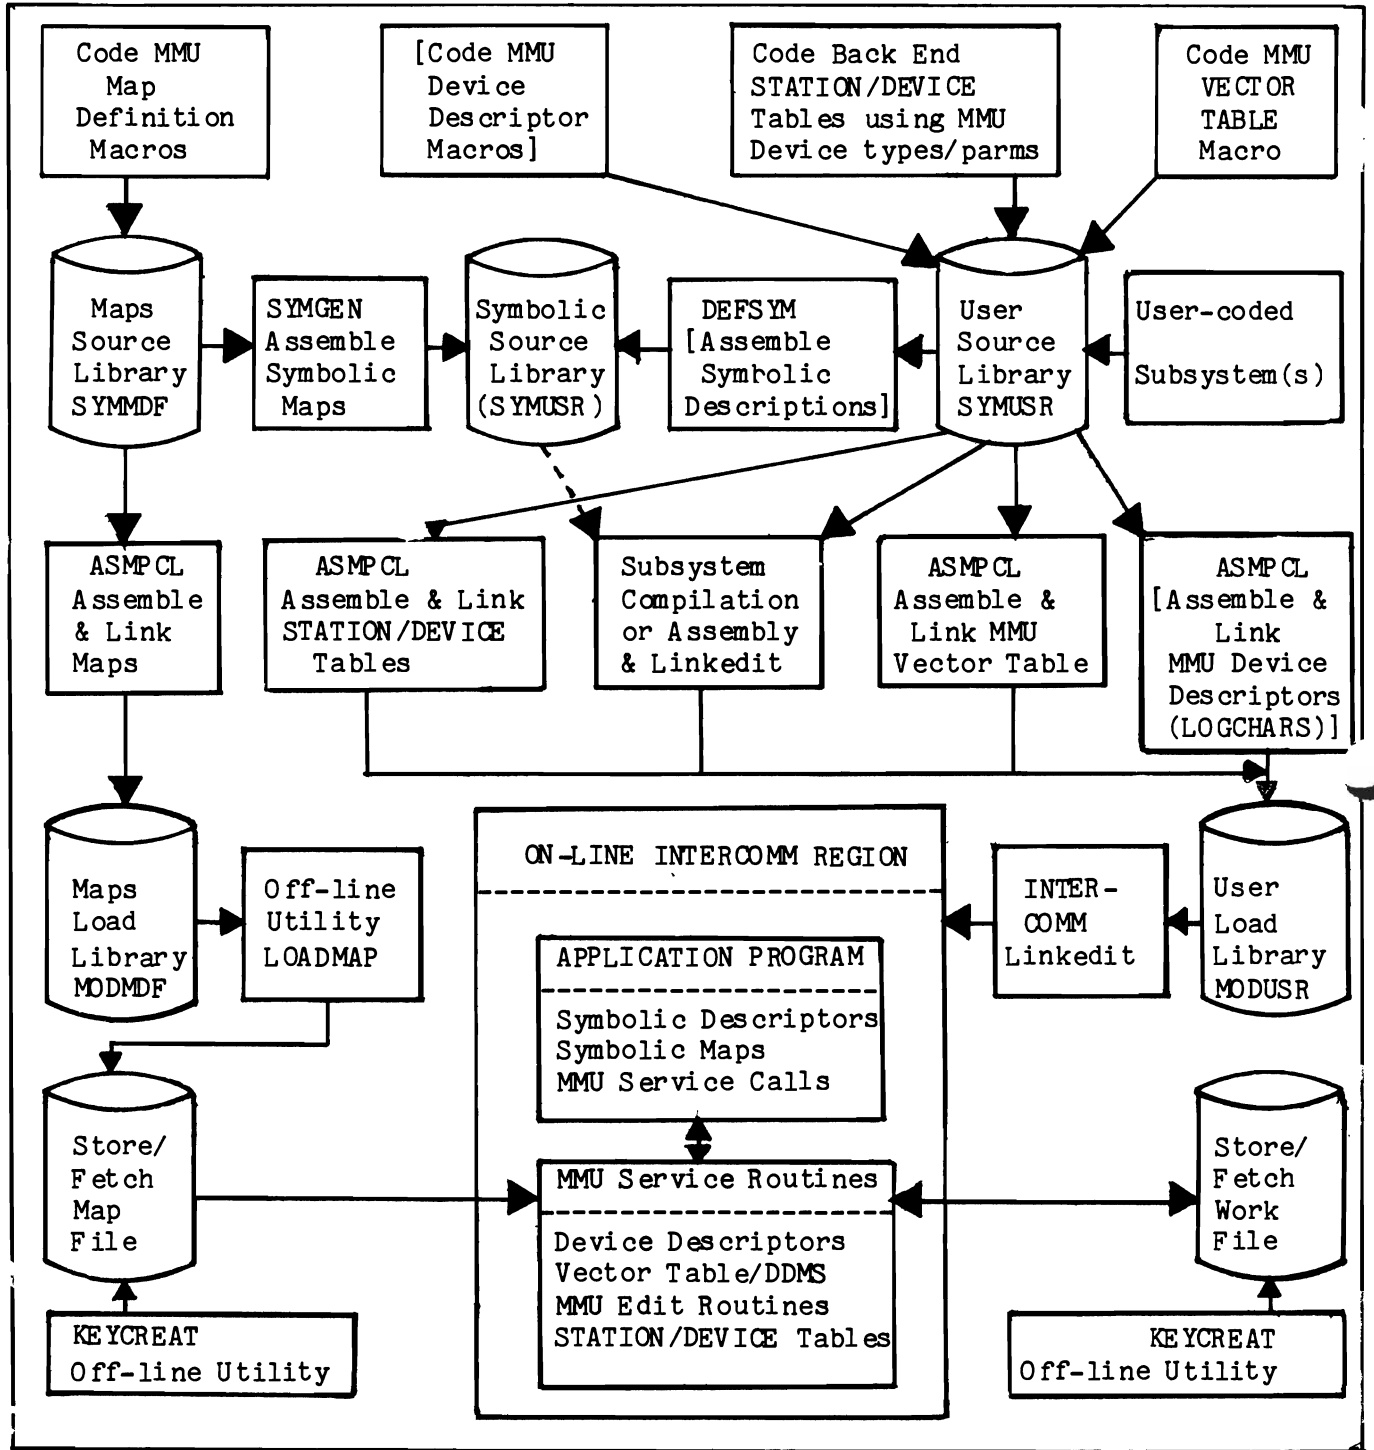 Code MMU
Map
Definition
Macros
[Code MMU
Device
Descriptor
Macros]
Code Back End
STATION/DEVICE
Tables using MMU
Device types/parms
Code MMU
VECTOR
TABLE
Macro
Maps
Source
Library
SYMMDF
SYMGEN
Assemble
Symbolic
Maps
Symbolic
Source
Library
(SYMUSR)
DEFSYM
[Assemble
Symbolic
Descriptions]
User
Source
Library
SYMUSR
User-coded
Subsystem(s)
ASMPCL
Assemble
& Link
Maps
ASMPCL
Assemble & Link
STATION/DEVICE
Tables
Subsystem
Compilation
or Assembly
& Linkedit
ASMPCL
Assemble &
Link MMU
Vector Table
ASMPCL
[Assemble &
Link
MMU Device
Descriptors
(LOGCHARS)]
Maps
Load
Library
MODMDF
Off-line
Utility
LOADMAP
ON-LINE INTERCOMM REGION
APPLICATION PROGRAM
Symbolic Descriptors
Symbolic Maps
MMU Service Calls
INTER-
COMM
Linkedit
User
Load
Library
MODUSR
Store/
Fetch
Map
File
MMU Service Routines
Device Descriptors
Vector Table/DDMS
MMU Edit Routines
STATION/DEVICE Tables
Store/
Fetch
Work
File
KEYCREAT
Off-line Utility
KEYCREAT
Off-line Utility